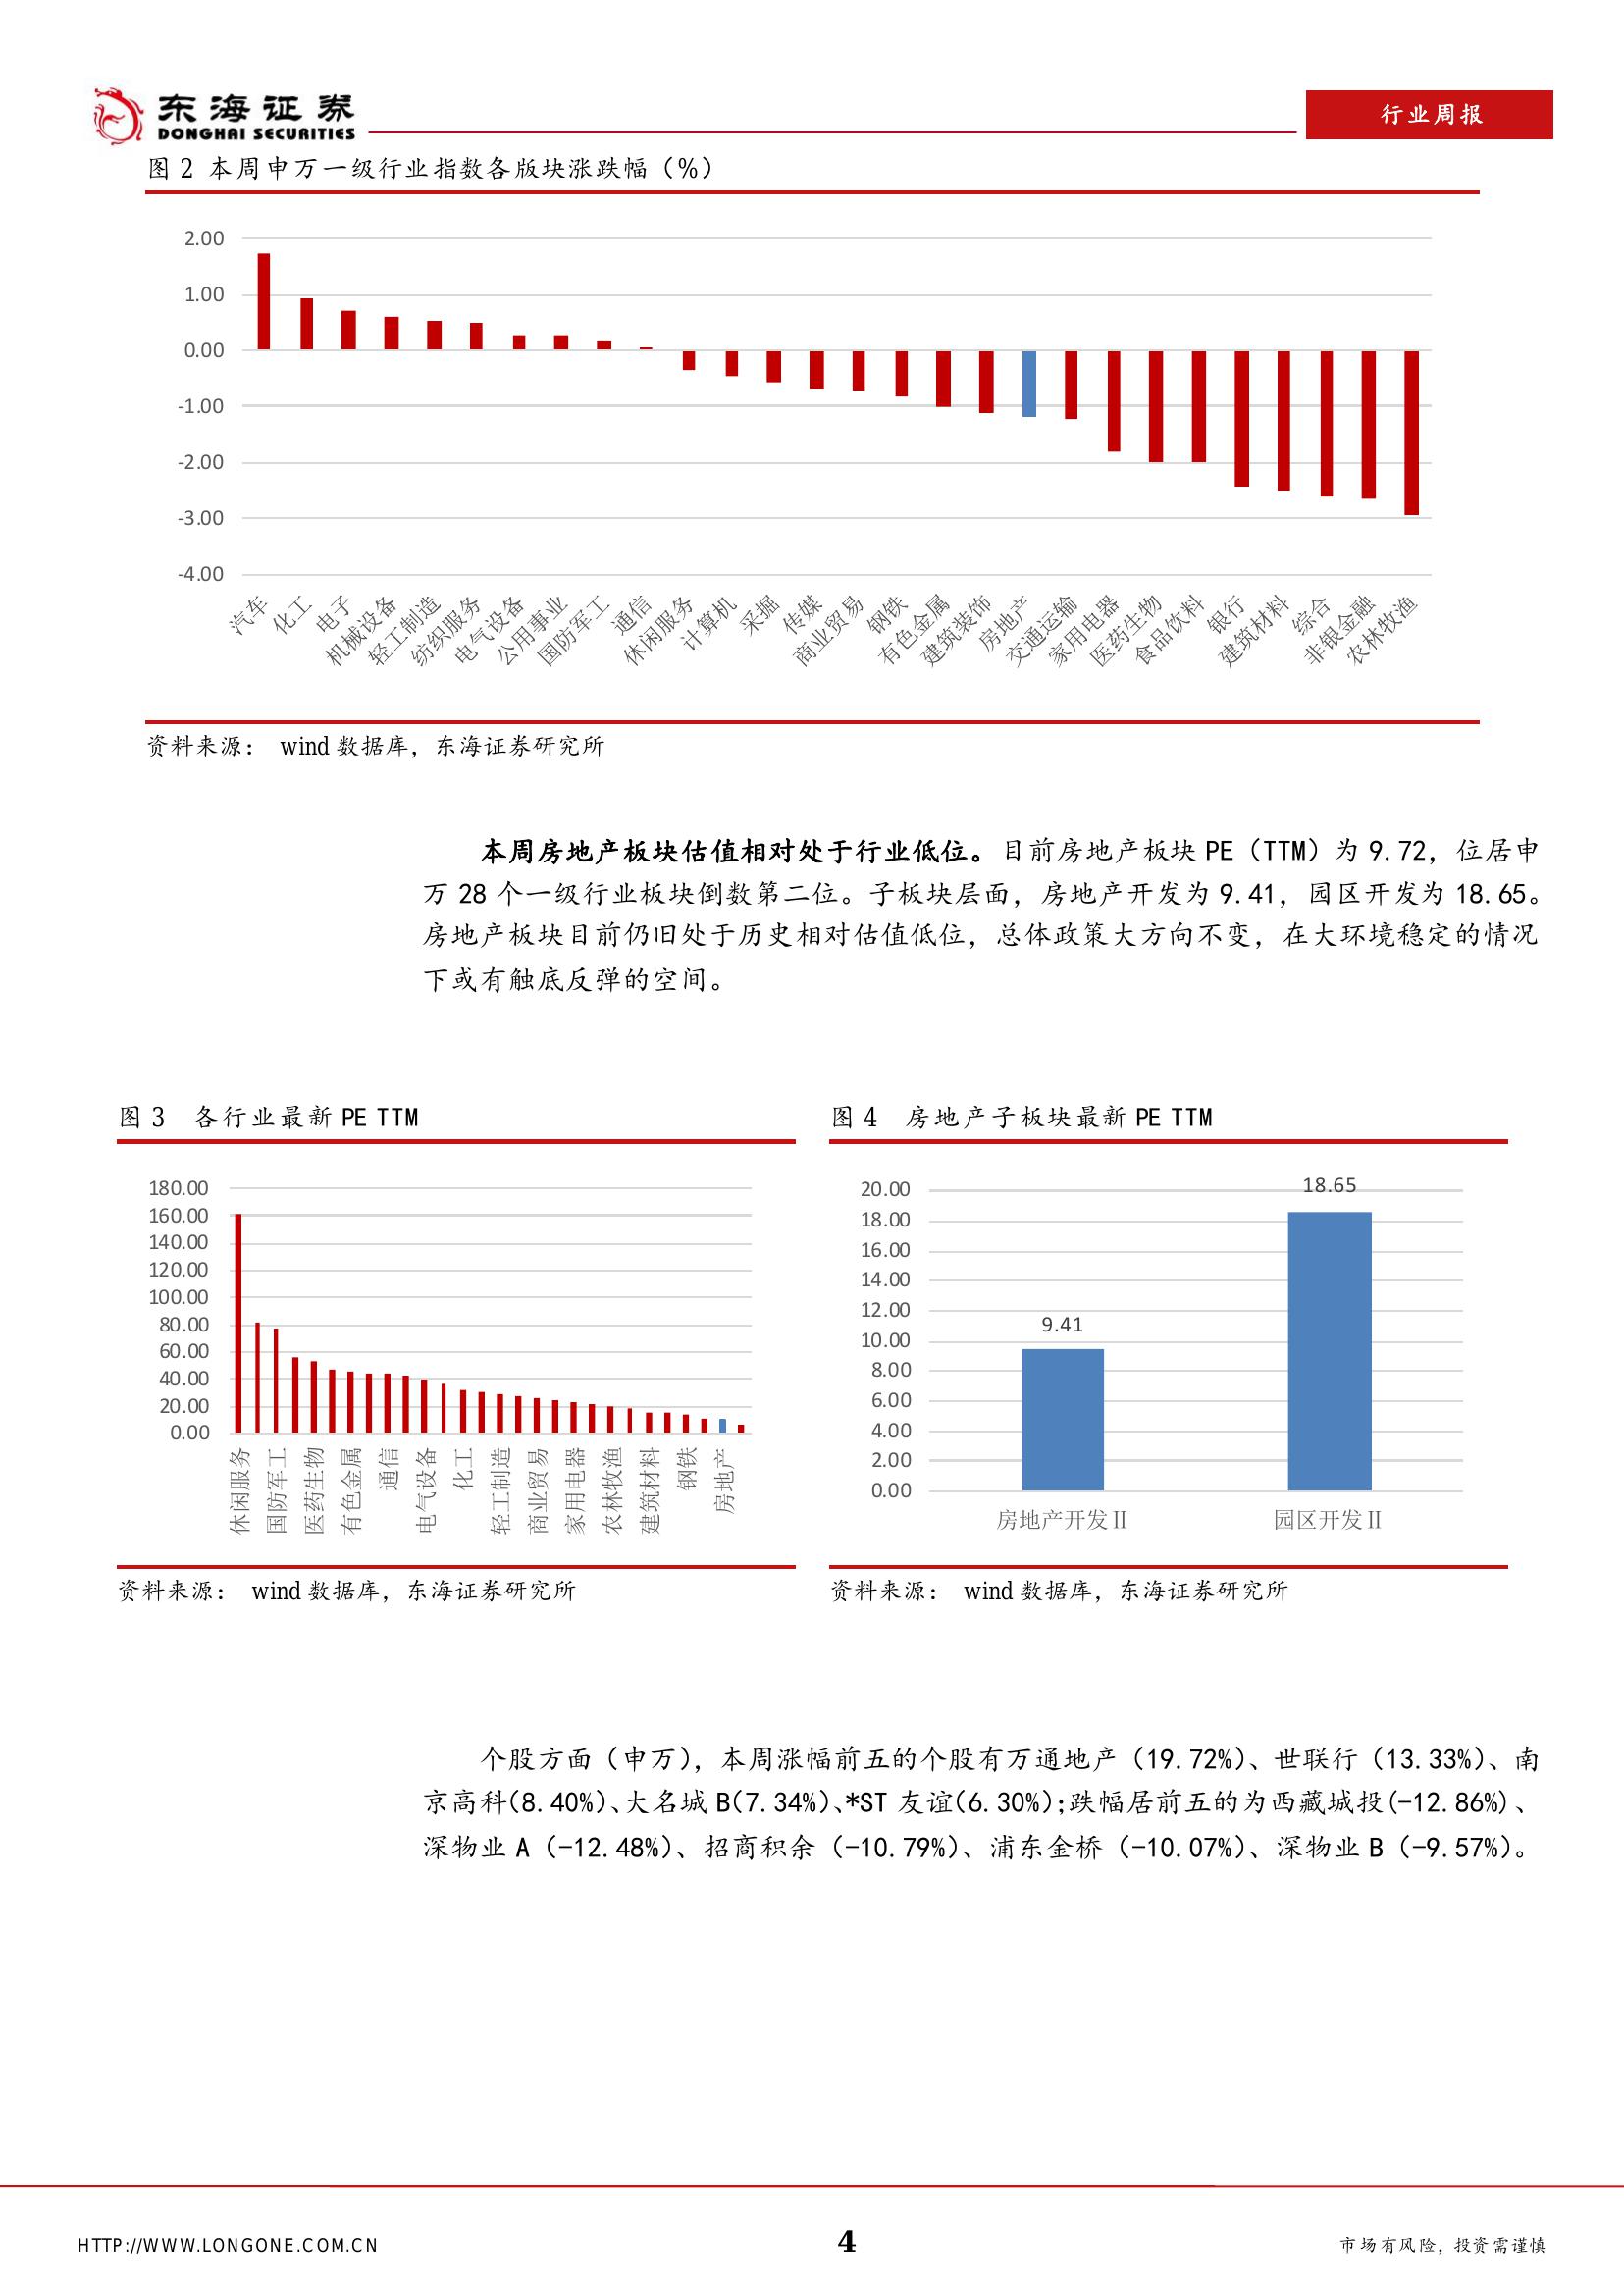 东海证券
DONGHAI SECURITIES
行业周报
图 2 本周申万一级行业指数各版块涨跌幅（%）
2.00
1.00
0.00
-1.00
-2.00
-3.00
-4.00
汽车 化工 电子 机械设备 轻工制造 纺织服务 电气设备 公用事业 国防军工 通信 休闲服务 计算机 采掘 传媒 商业贸易 钢铁 有色金属 建筑装饰 房地产 交通运输 家用电器 医药生物 食品饮料 银行 建筑材料 综合 非银金融 农林牧渔
资料来源： wind 数据库，东海证券研究所
本周房地产板块估值相对处于行业低位。目前房地产板块 PE（TTM）为 9.72，位居申
万 28 个一级行业板块倒数第二位。子板块层面，房地产开发为 9.41，园区开发为 18.65。
房地产板块目前仍旧处于历史相对估值低位，总体政策大方向不变，在大环境稳定的情况
下或有触底反弹的空间。
图 3 各行业最新 PE TTM
180.00
160.00
140.00
120.00
100.00
80.00
60.00
40.00
20.00
0.00
休闲服务 国防军工 医药生物 有色金属 通信 电气设备 化工 轻工制造 商业贸易 家用电器 农林牧渔 建筑材料 钢铁 房地产
资料来源： wind 数据库，东海证券研究所
图 4 房地产子板块最新 PE TTM
20.00
18.00
16.00
14.00
12.00
10.00
8.00
6.00
4.00
2.00
0.00
9.41
18.65
房地产开发Ⅱ 园区开发Ⅱ
资料来源： wind 数据库，东海证券研究所
个股方面（申万），本周涨幅前五的个股有万通地产（19.72%）、世联行（13.33%）、南
京高科(8.40%)、大名城 B(7.34%)、*ST 友谊(6.30%);跌幅居前五的为西藏城投(-12.86%)、
深物业 A（-12.48%）、招商积余（-10.79%）、浦东金桥（-10.07%）、深物业 B（-9.57%）。
HTTP://WWW.LONGONE.COM.CN
4
市场有风险，投资需谨慎